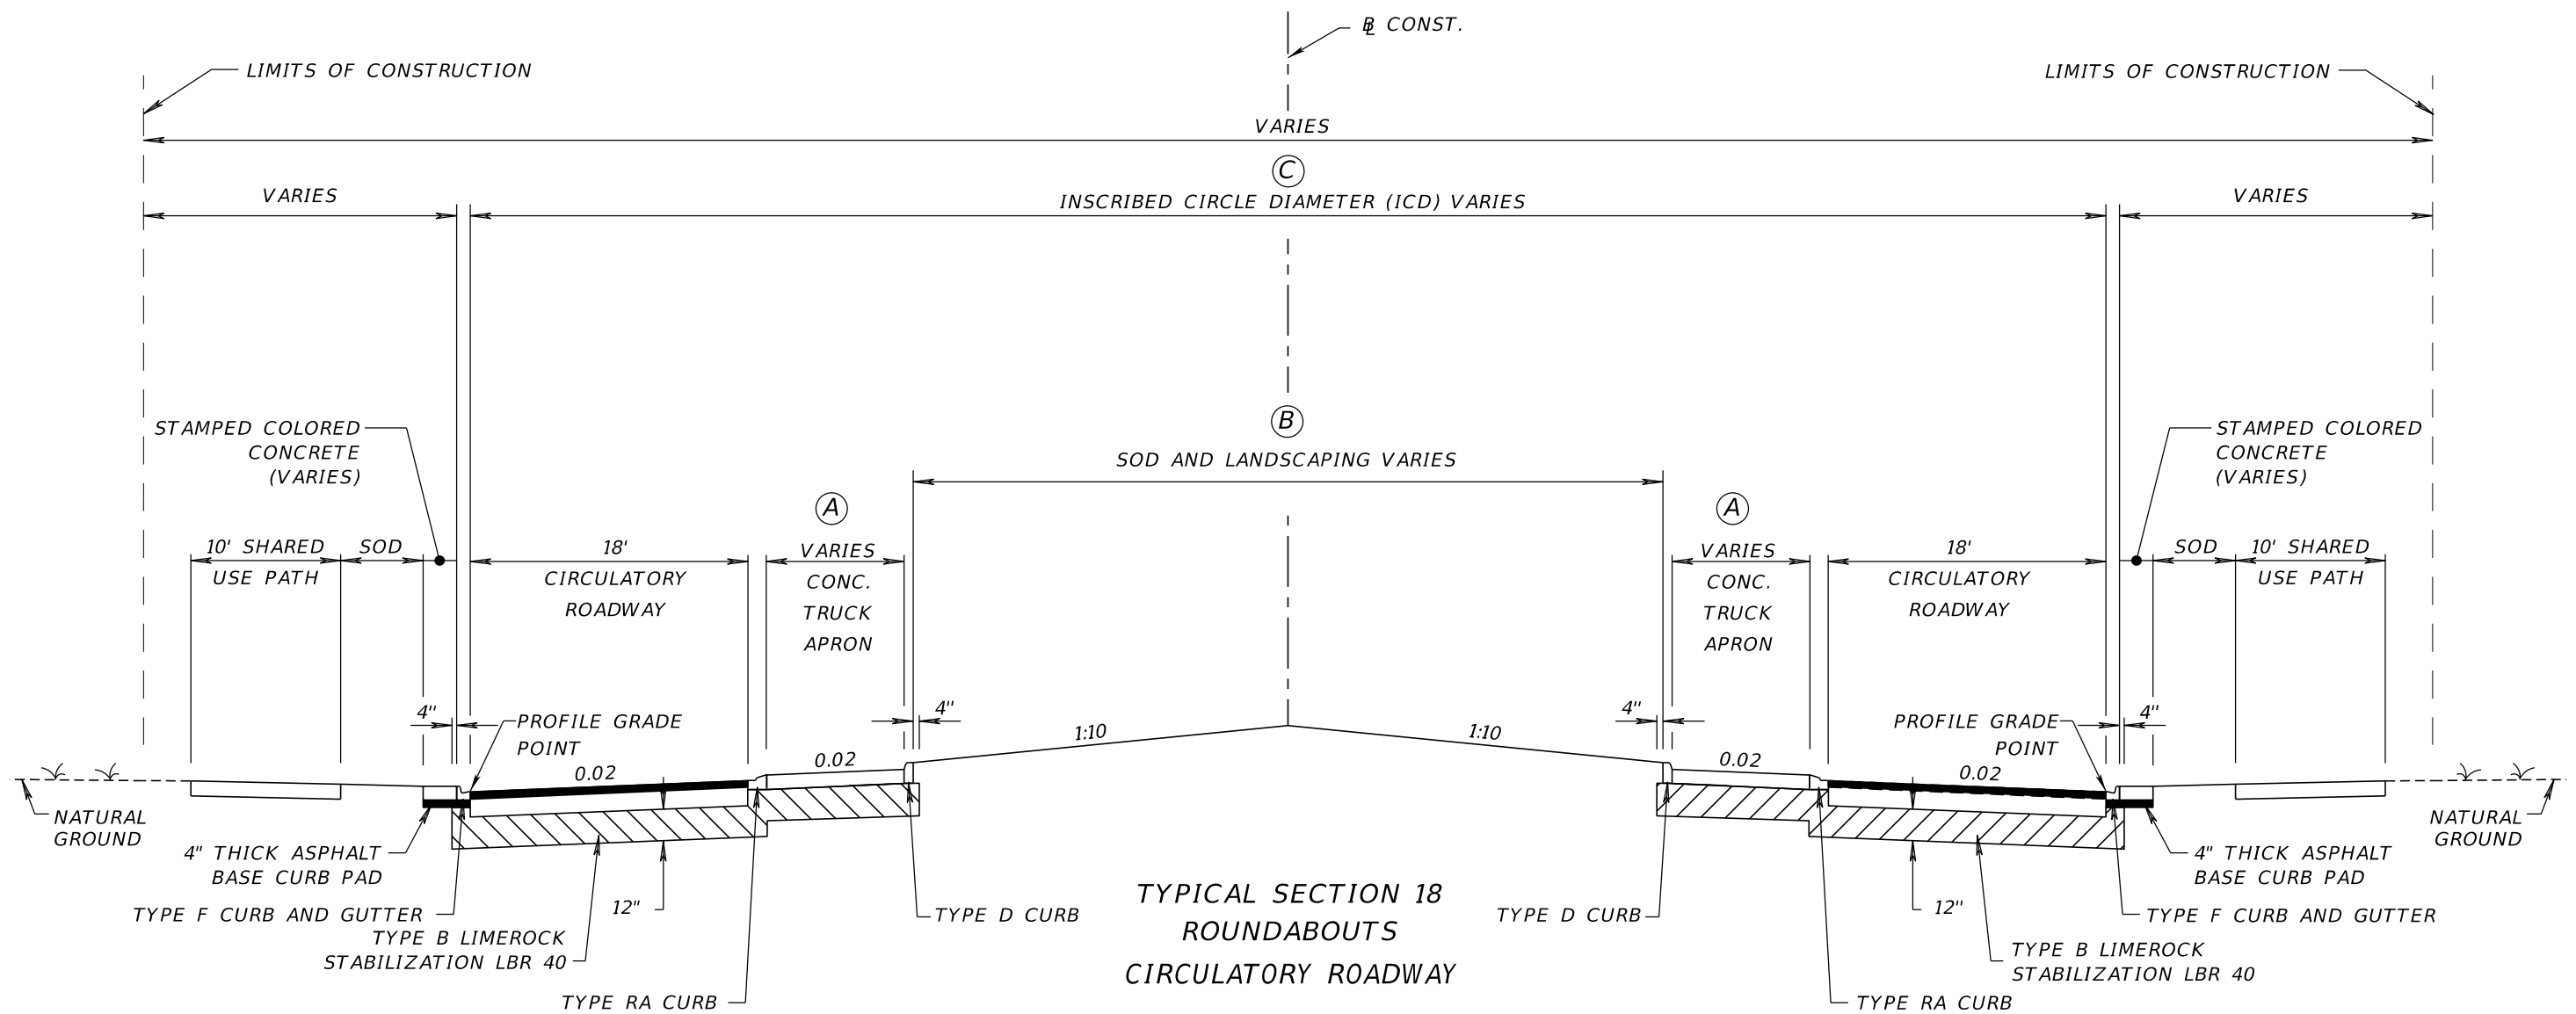 ℄ CONST.
LIMITS OF CONSTRUCTION
LIMITS OF CONSTRUCTION
VARIES
C
VARIES
INSCRIBED CIRCLE DIAMETER (ICD) VARIES
VARIES
B
SOD AND LANDSCAPING VARIES
STAMPED COLORED
CONCRETE
(VARIES)
STAMPED COLORED
CONCRETE
(VARIES)
A
A
10' SHARED
USE PATH
SOD
18'
CIRCULATORY
ROADWAY
VARIES
CONC.
TRUCK
APRON
VARIES
CONC.
TRUCK
APRON
18'
CIRCULATORY
ROADWAY
SOD
10' SHARED
USE PATH
4"
PROFILE GRADE
POINT
4"
1:10
1:10
4"
PROFILE GRADE
POINT
4"
0.02
0.02
0.02
0.02
NATURAL
GROUND
NATURAL
GROUND
4" THICK ASPHALT
BASE CURB PAD
TYPE F CURB AND GUTTER
TYPE B LIMEROCK
STABILIZATION LBR 40
12"
TYPE RA CURB
TYPE D CURB
TYPICAL SECTION 18
ROUNDABOUTS
CIRCULATORY ROADWAY
TYPE D CURB
12"
4" THICK ASPHALT
BASE CURB PAD
TYPE F CURB AND GUTTER
TYPE B LIMEROCK
STABILIZATION LBR 40
TYPE RA CURB